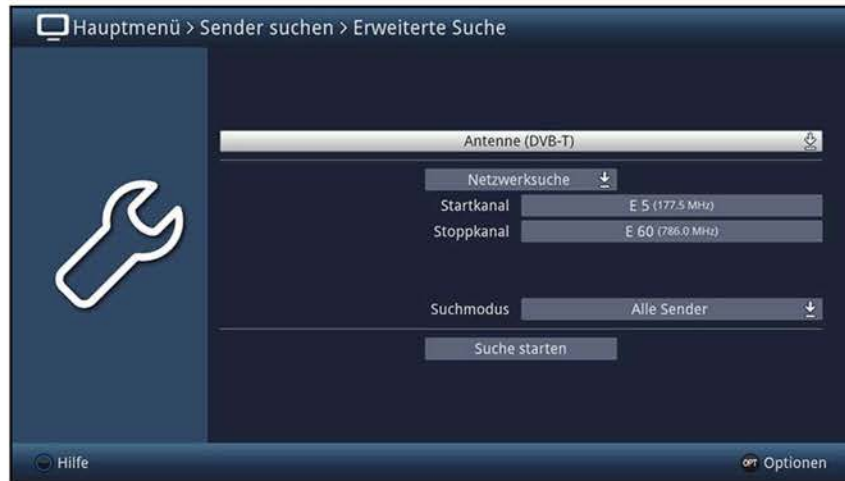 Hauptmenü > Sender suchen > Erweiterte Suche
Antenne (DVB-T)
Netzwerksuche
Startkanal E 5 (177.5 MHz)
Stoppkanal E 60 (786.0 MHz)
Suchmodus Alle Sender
Suche starten
Hilfe OPT Optionen